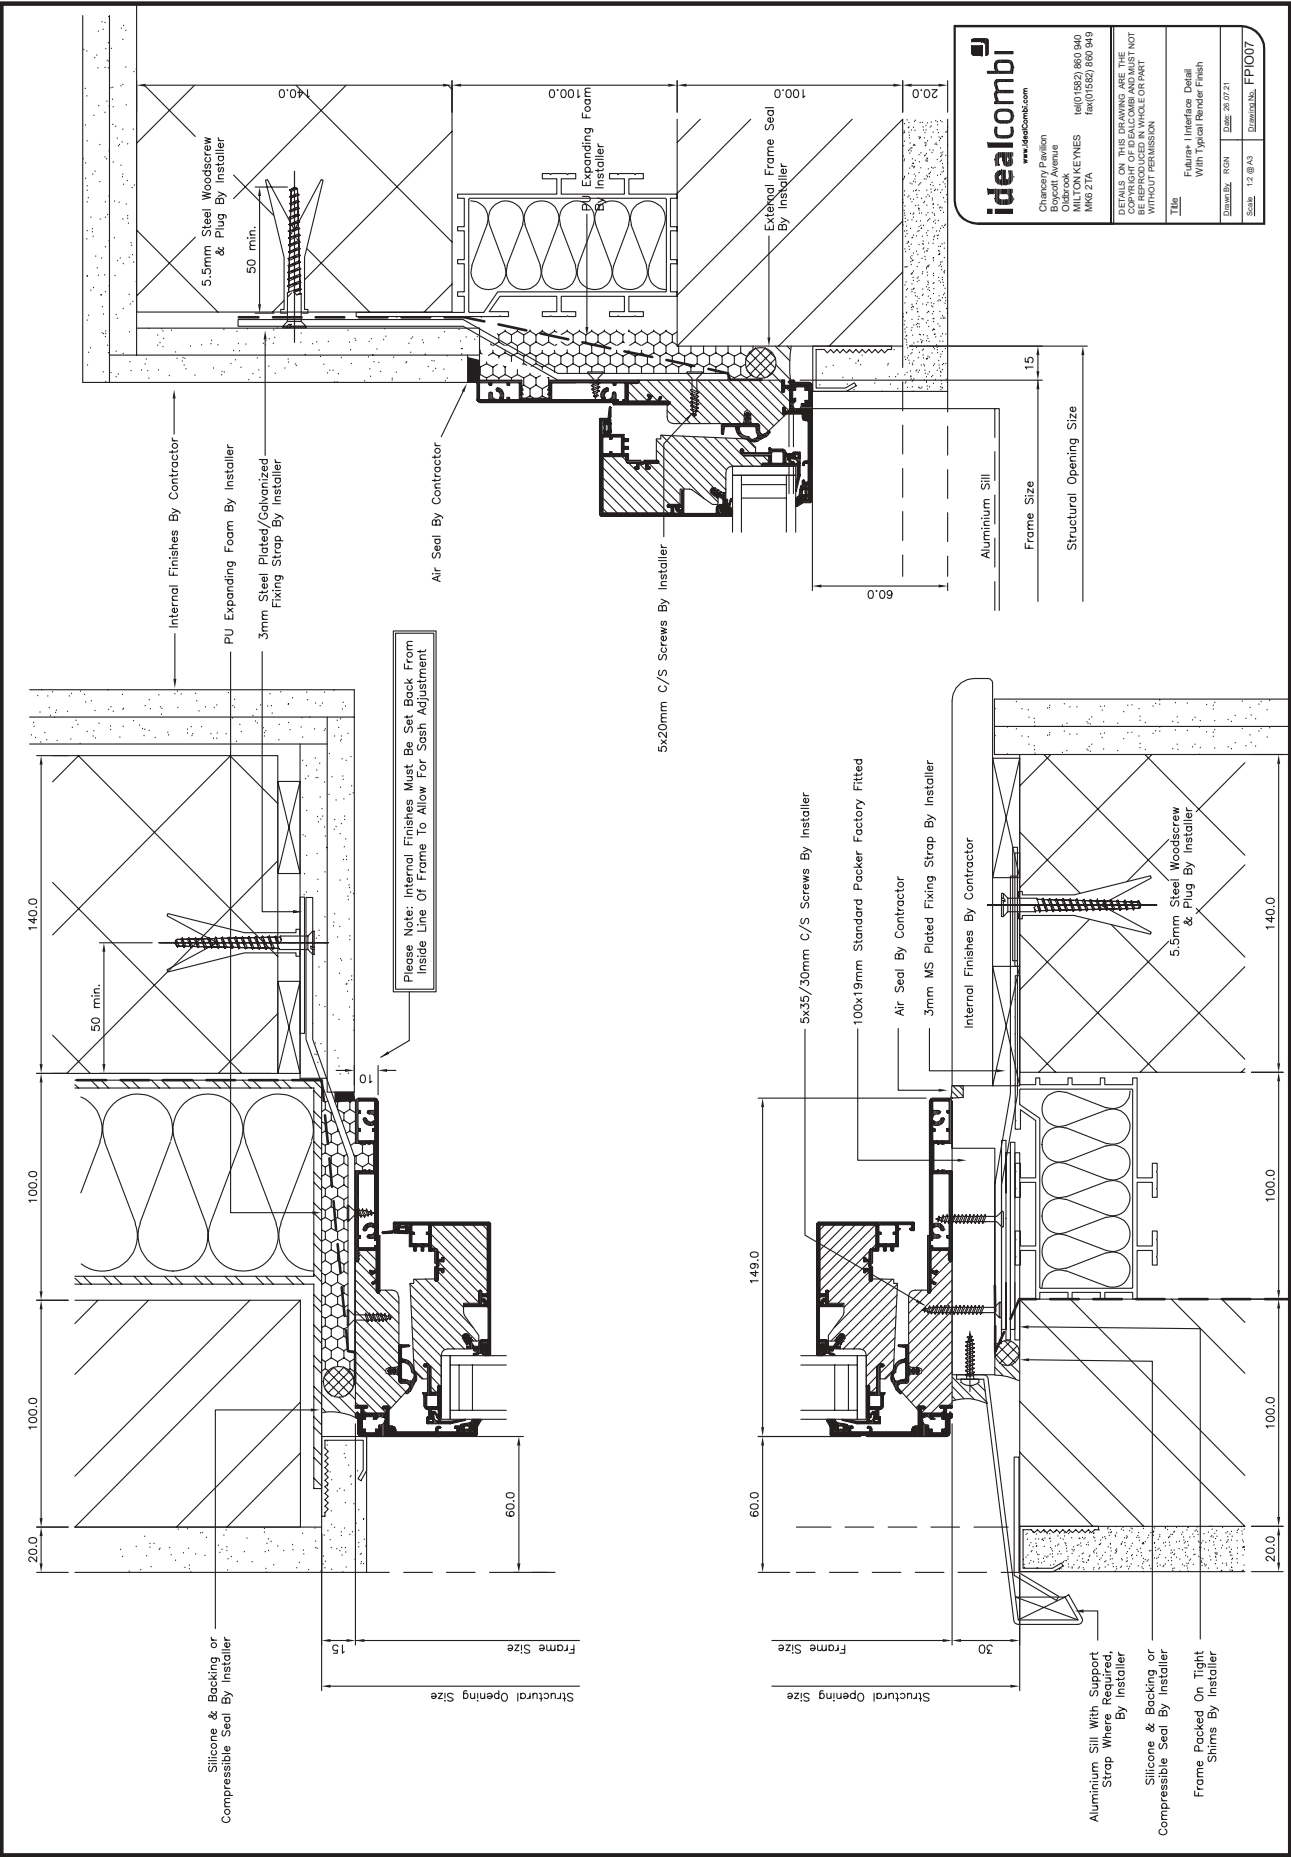 Silicone & Backing or
Compressible Seal By Installer
20.0
100.0
100.0
140.0
50 min.
15
10
60.0
Frame Size
Structural Opening Size
Internal Finishes By Contractor
PU Expanding Foam By Installer
3mm Steel Plated/Galvanized
Fixing Strap By Installer
Please Note: Internal Finishes Must Be Set Back From
Inside Line Of Frame To Allow For Sash Adjustment
5.5mm Steel Woodscrew
& Plug By Installer
50 min.
140.0
100.0
100.0
20.0
PU Expanding Foam
By Installer
External Frame Seal
By Installer
Air Seal By Contractor
5x20mm C/S Screws By Installer
60.0
15
Aluminium Sill
Frame Size
Structural Opening Size
5x35/30mm C/S Screws By Installer
100x19mm Standard Packer Factory Fitted
Air Seal By Contractor
3mm MS Plated Fixing Strap By Installer
Internal Finishes By Contractor
149.0
60.0
Frame Size
30
Structural Opening Size
5.5mm Steel Woodscrew
& Plug By Installer
20.0
100.0
100.0
140.0
Aluminium Sill With Support
Strap Where Required,
By Installer
Silicone & Backing or
Compressible Seal By Installer
Frame Packed On Tight
Shims By Installer
idealcombi
www.idealCombi.com
Chancery Pavilion
Boycott Avenue
Oldbrook
MILTON KEYNES tel(01582) 860 940
MK6 2TA fax(01582) 860 949
DETAILS ON THIS DRAWING ARE THE
COPYRIGHT OF IDEALCOMBI AND MUST NOT
BE REPRODUCED IN WHOLE OR PART
WITHOUT PERMISSION
Title Futura+ I Interface Detail
With Typical Render Finish
Drawn By. RGN Date 26.07.21
Scale 1:2 @ A3 Drawing No. FPIO07